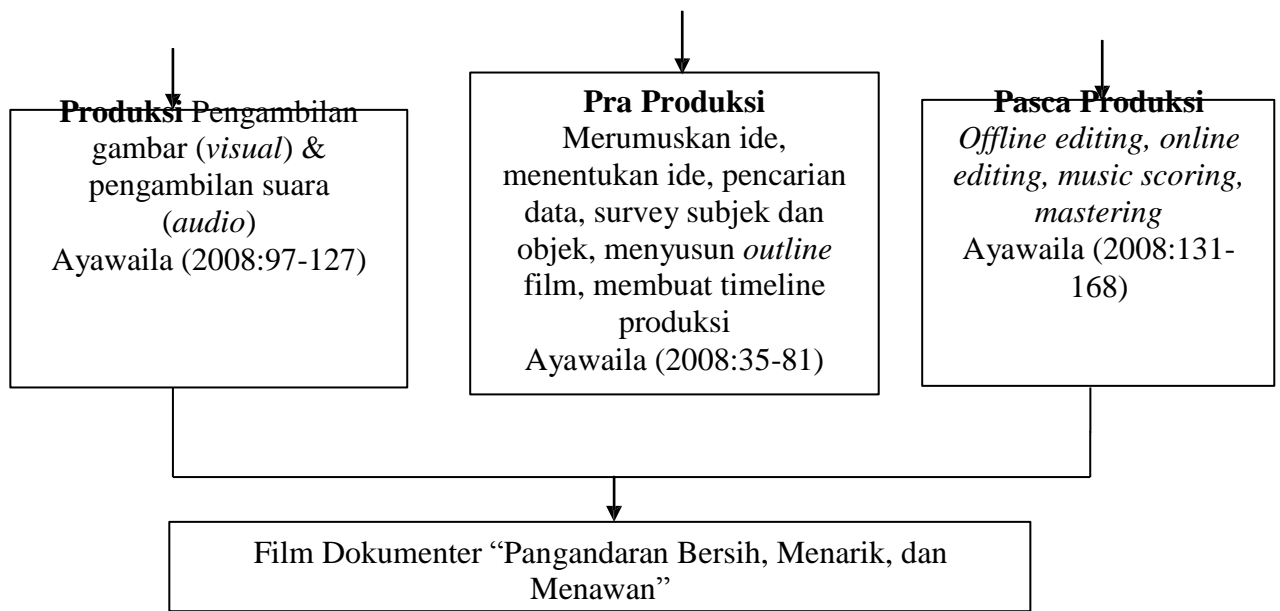 Produksi Pengambilan
gambar (visual) &
pengambilan suara
(audio)
Ayawaila (2008:97-127)
Pra Produksi
Merumuskan ide,
menentukan ide, pencarian
data, survey subjek dan
objek, menyusun outline
film, membuat timeline
produksi
Ayawaila (2008:35-81)
Pasca Produksi
Offline editing, online
editing, music scoring,
mastering
Ayawaila (2008:131-
168)
Film Dokumenter “Pangandaran Bersih, Menarik, dan
Menawan”